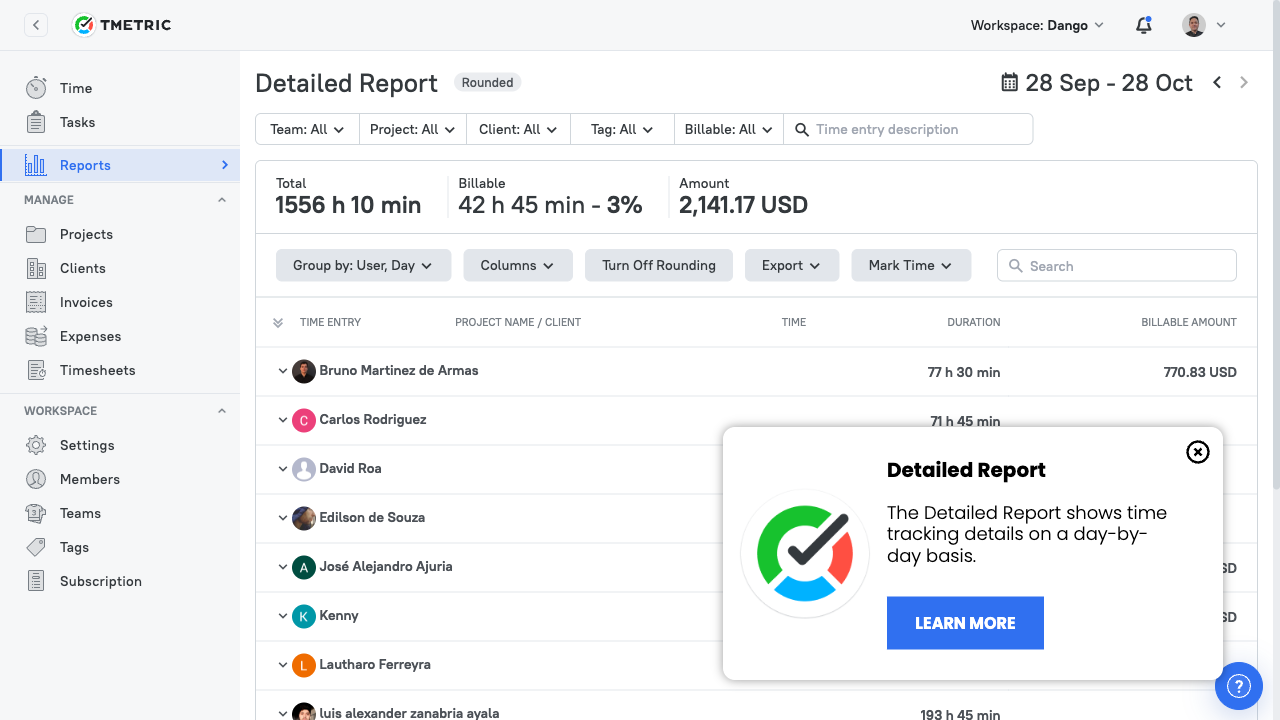 TMETRIC
Workspace: Dango
Time
Tasks
Reports
MANAGE
Projects
Clients
Invoices
Expenses
Timesheets
WORKSPACE
Settings
Members
Teams
Tags
Subscription
Detailed Report
Rounded
28 Sep - 28 Oct
Team: All
Project: All
Client: All
Tag: All
Billable: All
Time entry description
Total
1556 h 10 min
Billable
42 h 45 min - 3%
Amount
2,141.17 USD
Group by: User, Day
Columns
Turn Off Rounding
Export
Mark Time
Search
TIME ENTRY
PROJECT NAME / CLIENT
TIME
DURATION
BILLABLE AMOUNT
Bruno Martinez de Armas
77 h 30 min
770.83 USD
C
Carlos Rodriguez
71 h 45 min
David Roa
Edilson de Souza
A
José Alejandro Ajuria
K
Kenny
L
Lautharo Ferreyra
luis alexander zanabria ayala
193 h 45 min
Detailed Report
The Detailed Report shows time
tracking details on a day-by-
day basis.
LEARN MORE
?